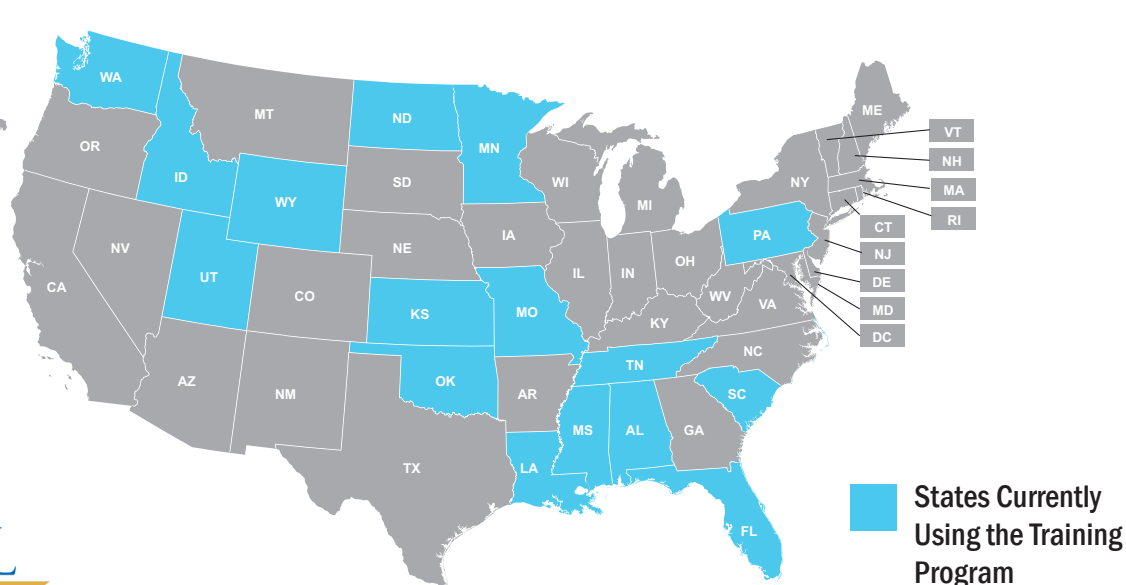 WA
MT
ND
MN
ME
VT
OR
ID
WY
SD
WI
MI
NY
NH
MA
RI
CT
NV
UT
CO
NE
IA
IL
IN
OH
PA
NJ
DE
MD
DC
CA
KS
MO
WV
VA
KY
NC
AZ
NM
OK
AR
TN
SC
TX
LA
MS
AL
GA
FL
States Currently
Using the Training
Program